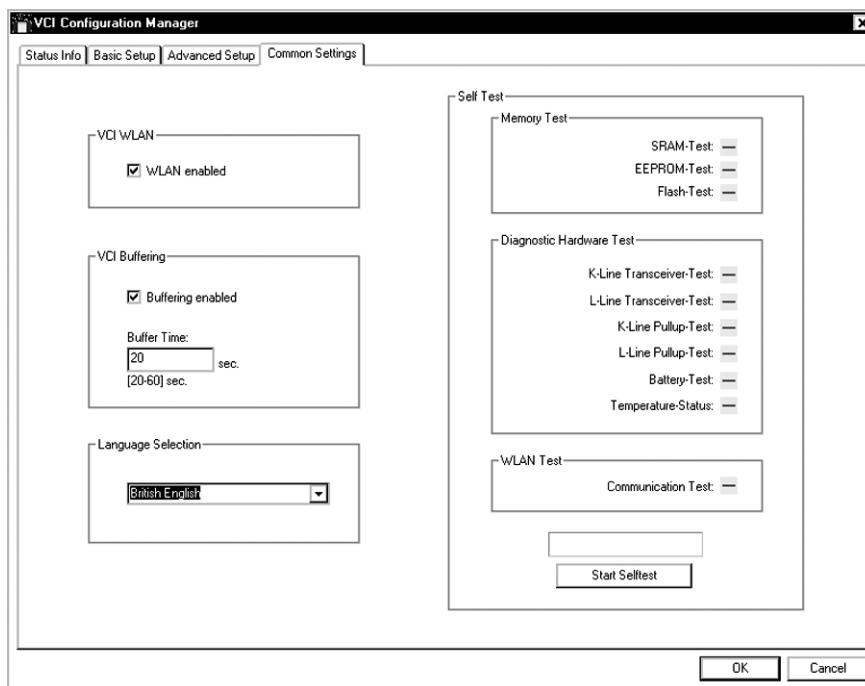 VCI Configuration Manager
Status Info Basic Setup Advanced Setup Common Settings
VCI WLAN
WLAN enabled
VCI Buffering
Buffering enabled
Buffer Time:
20 sec.
[20-60] sec.
Language Selection
British English
Self Test
Memory Test
SRAM-Test: —
EEPROM-Test: —
Flash-Test: —
Diagnostic Hardware Test
K-Line Transceiver-Test: —
L-Line Transceiver-Test: —
K-Line Pullup-Test: —
L-Line Pullup-Test: —
Battery-Test: —
Temperature-Status: —
WLAN Test
Communication Test: —
Start Selftest
OK Cancel